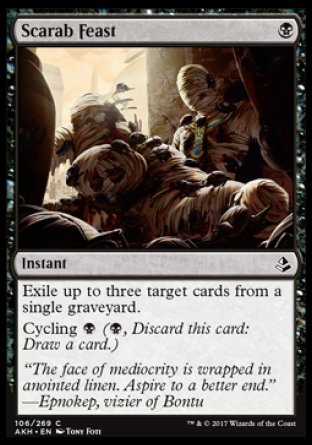 Scarab Feast
Instant
Exile up to three target cards from a
single graveyard.
Cycling (, Discard this card:
Draw a card.)
"The face of mediocrity is wrapped in
anointed linen. Aspire to a better end."
—Epnokep, vizier of Bontu
106/269 C
AKH • EN Tony Foti
™ & © 2017 Wizards of the Coast